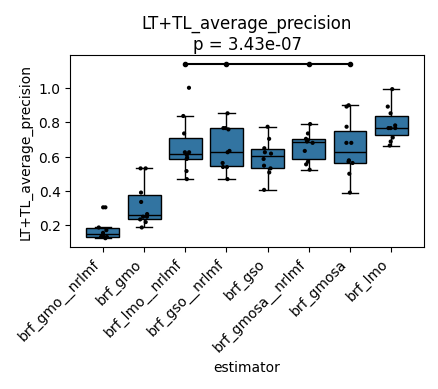 LT+TL_average_precision
p = 3.43e-07
LT+TL_average_precision
1.0
0.8
0.6
0.4
0.2
brf_gmo__nrlmf
brf_gmo
brf_lmo__nrlmf
brf_gso__nrlmf
brf_gso
brf_gmosa__nrlmf
brf_gmosa
brf_lmo
estimator